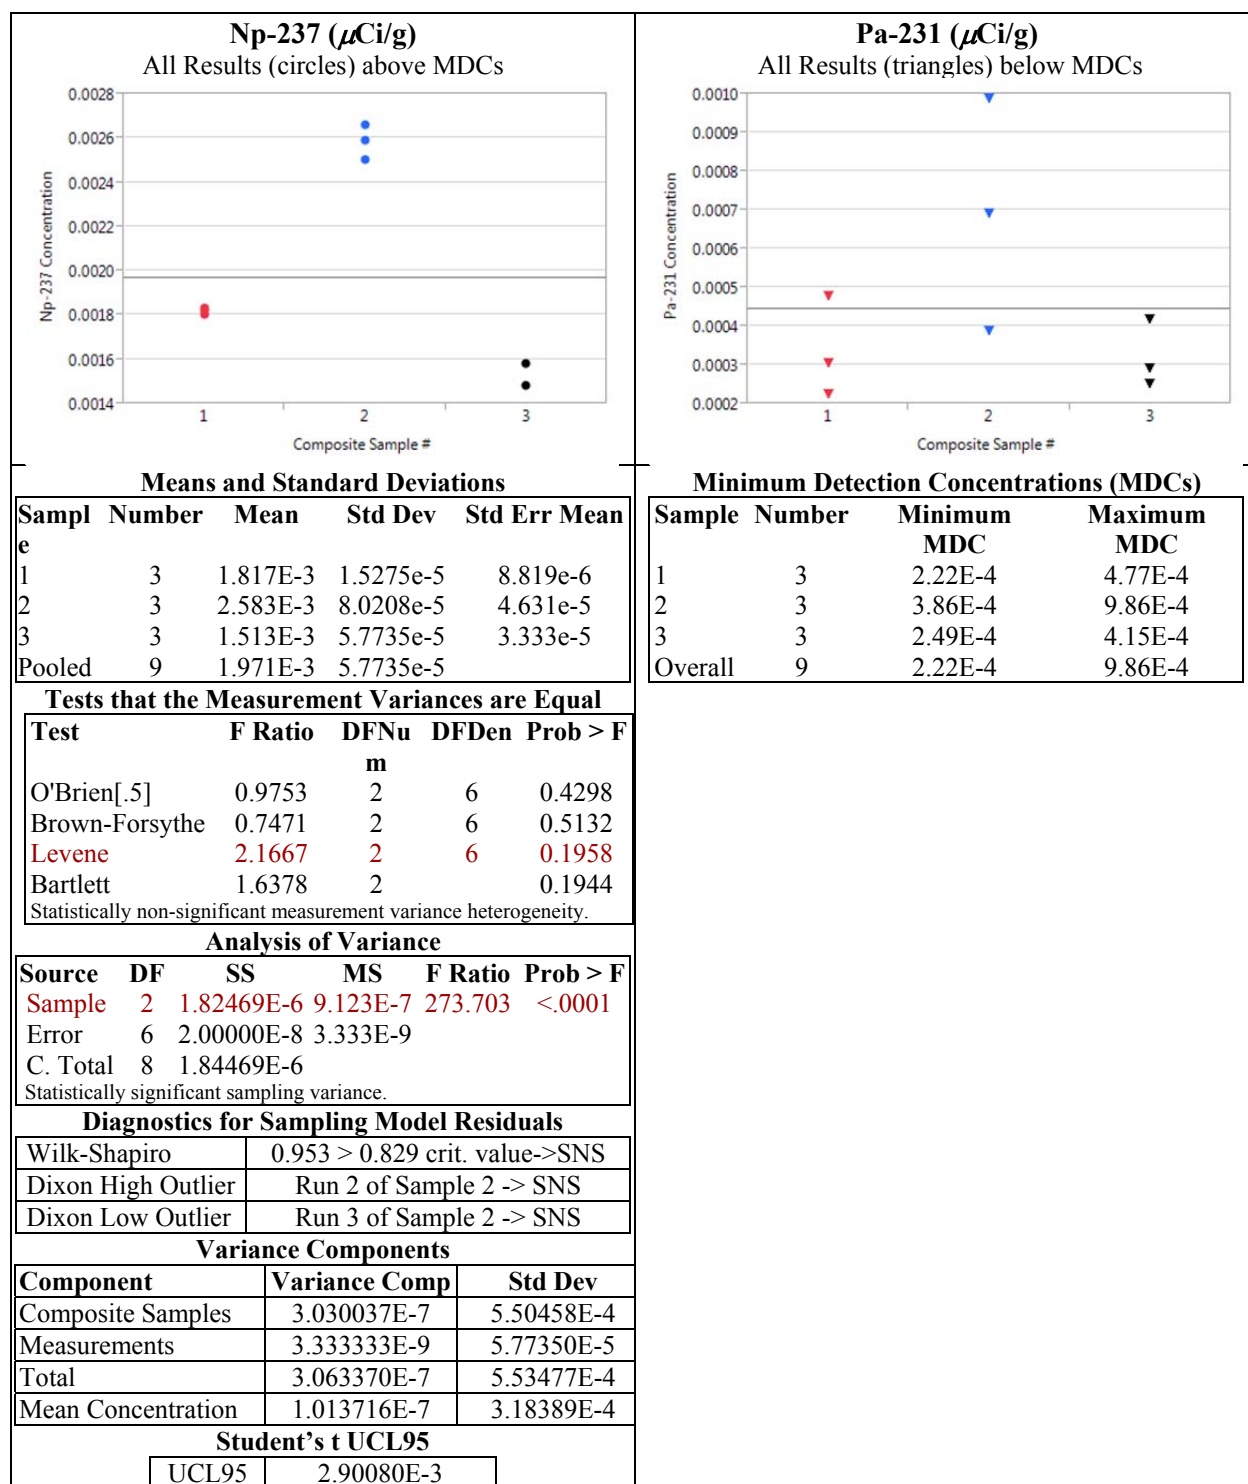 Np-237 (μCi/g)
All Results (circles) above MDCs
0.0028
0.0026
0.0024
0.0022
0.0020
0.0018
0.0016
0.0014
Np-237 Concentration
1 2 3
Composite Sample #
Pa-231 (μCi/g)
All Results (triangles) below MDCs
0.0010
0.0009
0.0008
0.0007
0.0006
0.0005
0.0004
0.0003
0.0002
Pa-231 Concentration
1 2 3
Composite Sample #
Means and Standard Deviations
Sampl Number Mean Std Dev Std Err Mean
e
1 3 1.817E-3 1.5275e-5 8.819e-6
2 3 2.583E-3 8.0208e-5 4.631e-5
3 3 1.513E-3 5.7735e-5 3.333e-5
Pooled 9 1.971E-3 5.7735e-5
Tests that the Measurement Variances are Equal
Test F Ratio DFNu DFDen Prob > F
m
O'Brien[.5] 0.9753 2 6 0.4298
Brown-Forsythe 0.7471 2 6 0.5132
Levene 2.1667 2 6 0.1958
Bartlett 1.6378 2 0.1944
Statistically non-significant measurement variance heterogeneity.
Analysis of Variance
Source DF SS MS F Ratio Prob > F
Sample 2 1.82469E-6 9.123E-7 273.703 <.0001
Error 6 2.00000E-8 3.333E-9
C. Total 8 1.84469E-6
Statistically significant sampling variance.
Diagnostics for Sampling Model Residuals
Wilk-Shapiro 0.953 > 0.829 crit. value->SNS
Dixon High Outlier Run 2 of Sample 2 -> SNS
Dixon Low Outlier Run 3 of Sample 2 -> SNS
Variance Components
Component Variance Comp Std Dev
Composite Samples 3.030037E-7 5.50458E-4
Measurements 3.333333E-9 5.77350E-5
Total 3.063370E-7 5.53477E-4
Mean Concentration 1.013716E-7 3.18389E-4
Student’s t UCL95
UCL95 2.90080E-3
Minimum Detection Concentrations (MDCs)
Sample Number Minimum Maximum
MDC MDC
1 3 2.22E-4 4.77E-4
2 3 3.86E-4 9.86E-4
3 3 2.49E-4 4.15E-4
Overall 9 2.22E-4 9.86E-4